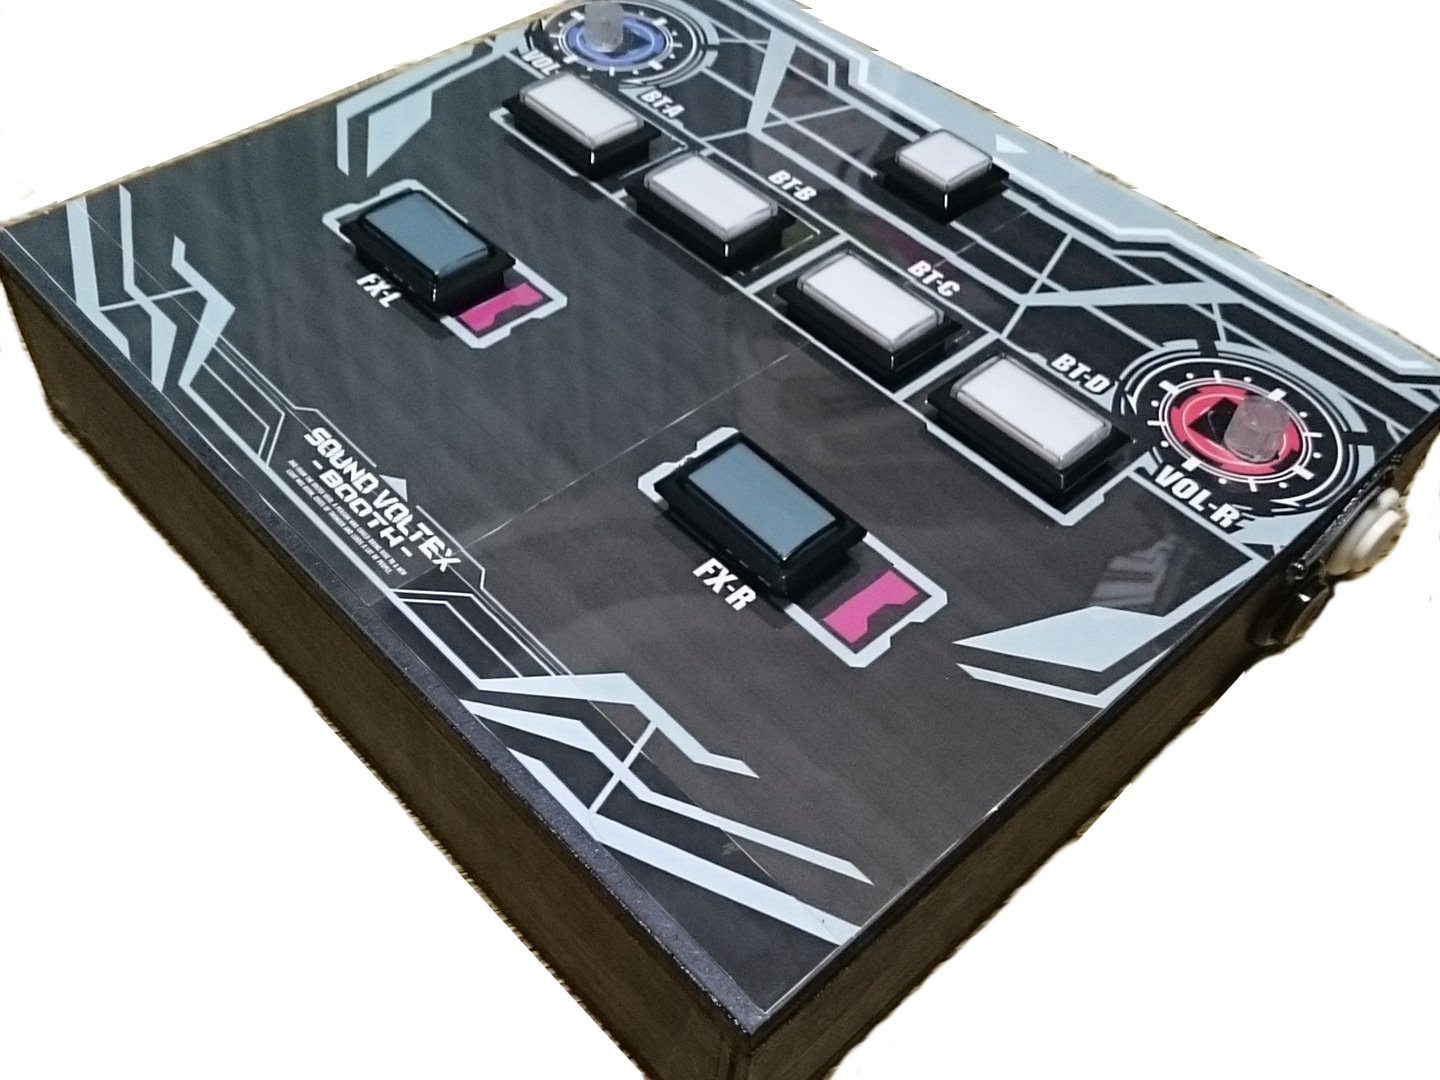 VOL-
BT-A
BT-B
BT-C
BT-D
VOL-R
FX-L
FX-R
SOUND VOLTEX
-BOOTH-